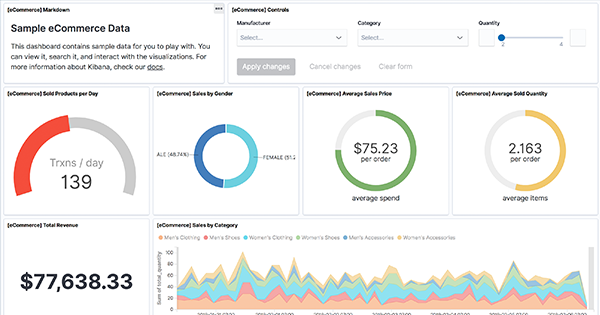 [eCommerce] Markdown
Sample eCommerce Data
This dashboard contains sample data for you to play with. You
can view it, search it, and interact with the visualizations. For
more information about Kibana, check our docs.
[eCommerce] Controls
Manufacturer
Category
Quantity
Select...
Select...
2
4
Apply changes
Cancel changes
Clear form
[eCommerce] Sold Products per Day
Trxns / day
139
[eCommerce] Sales by Gender
ALE (48.74%)
FEMALE (51.2
[eCommerce] Average Sales Price
$75.23
per order
average spend
[eCommerce] Average Sold Quantity
2.163
per order
average items
[eCommerce] Total Revenue
$77,638.33
[eCommerce] Sales by Category
Men's Clothing
Men's Shoes
Women's Clothing
Women's Shoes
Men's Accessories
Women's Accessories
Sum of total_quantity
100
80
60
40
20
0